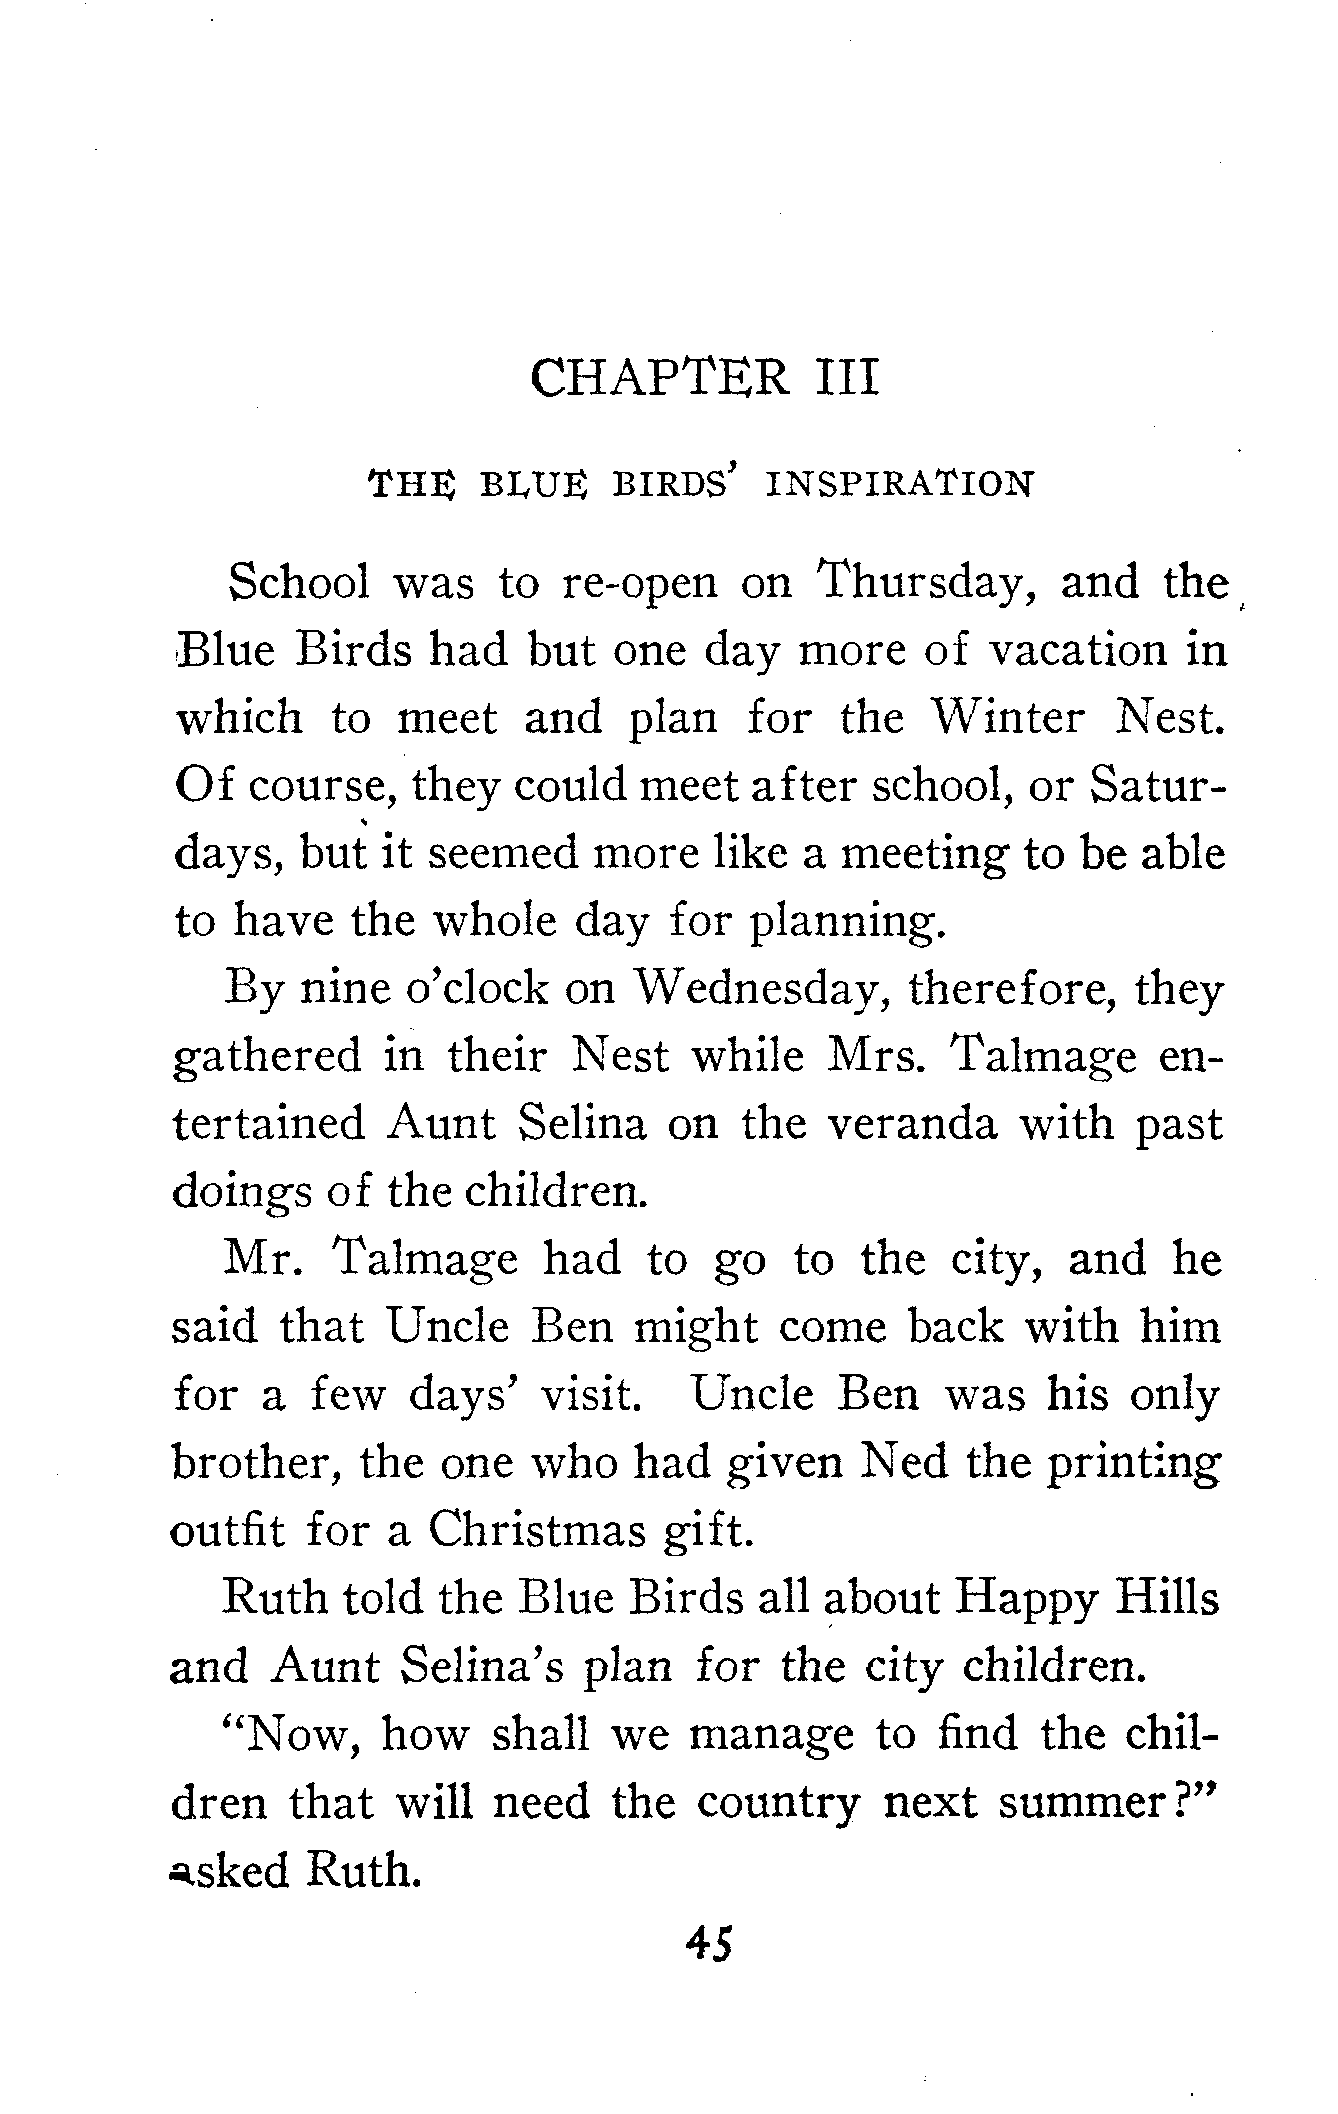 CHAPTER III
THE BLUE BIRDS' INSPIRATION
School was to re-open on Thursday, and the
Blue Birds had but one day more of vacation in
which to meet and plan for the Winter Nest.
Of course, they could meet after school, or Satur-
days, but it seemed more like a meeting to be able
to have the whole day for planning.
By nine o'clock on Wednesday, therefore, they
gathered in their Nest while Mrs. Talmage en-
tertained Aunt Selina on the veranda with past
doings of the children.
Mr. Talmage had to go to the city, and he
said that Uncle Ben might come back with him
for a few days' visit. Uncle Ben was his only
brother, the one who had given Ned the printing
outfit for a Christmas gift.
Ruth told the Blue Birds all about Happy Hills
and Aunt Selina's plan for the city children.
"Now, how shall we manage to find the chil-
dren that will need the country next summer?"
asked Ruth.
45